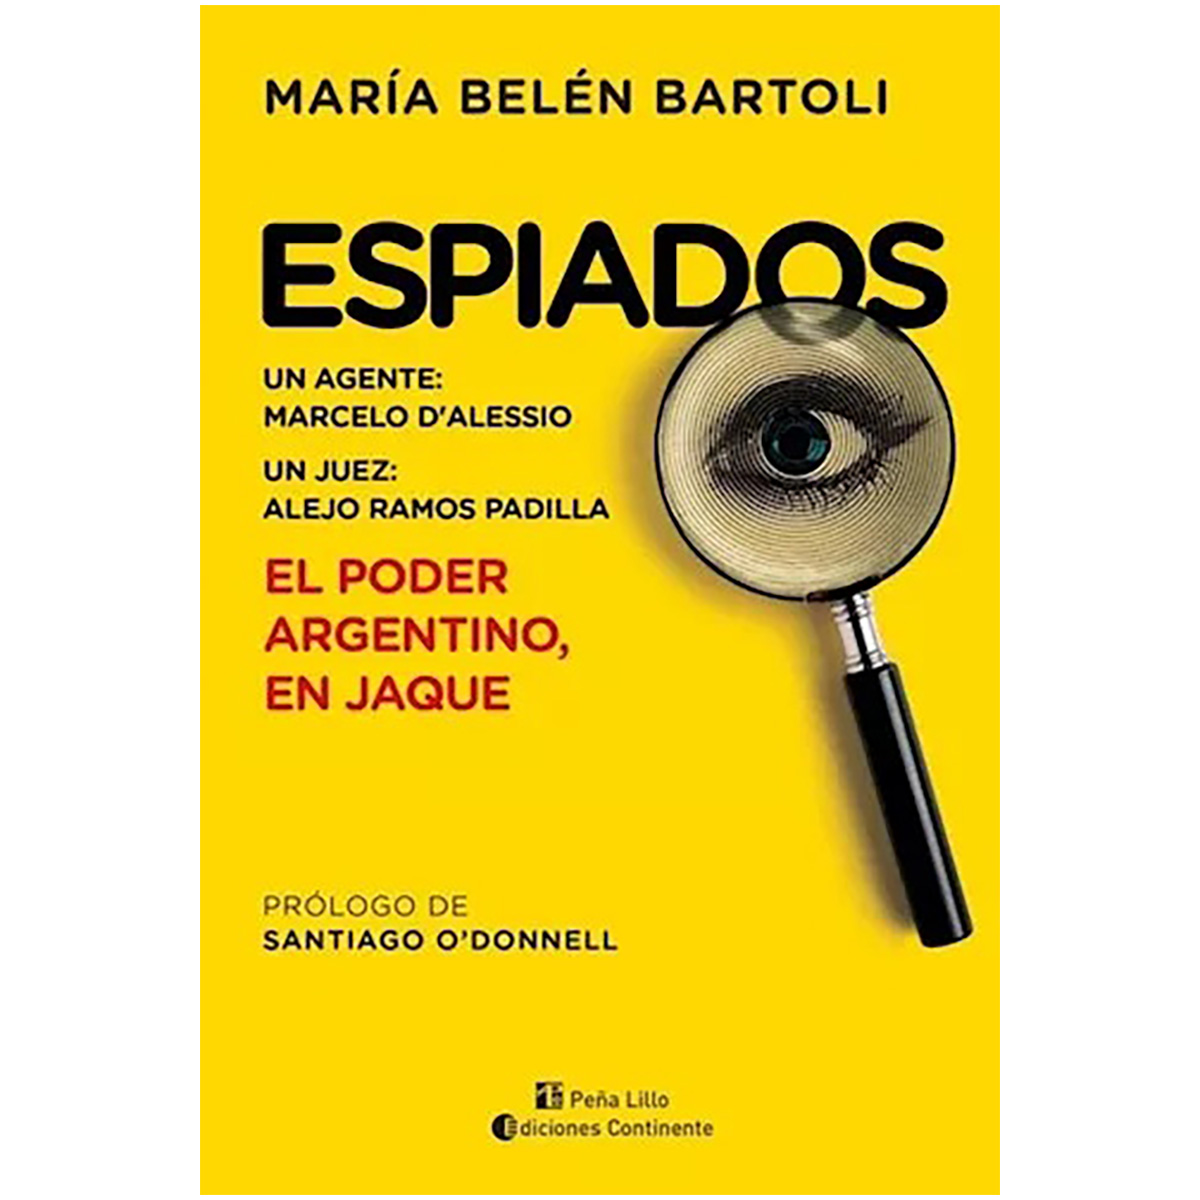 MARÍA BELÉN BARTOLI
ESPIADOS
UN AGENTE:
MARCELO D'ALESSIO
UN JUEZ:
ALEJO RAMOS PADILLA
EL PODER
ARGENTINO,
EN JAQUE
PRÓLOGO DE
SANTIAGO O'DONNELL
Peña Lillo
Ediciones Continente